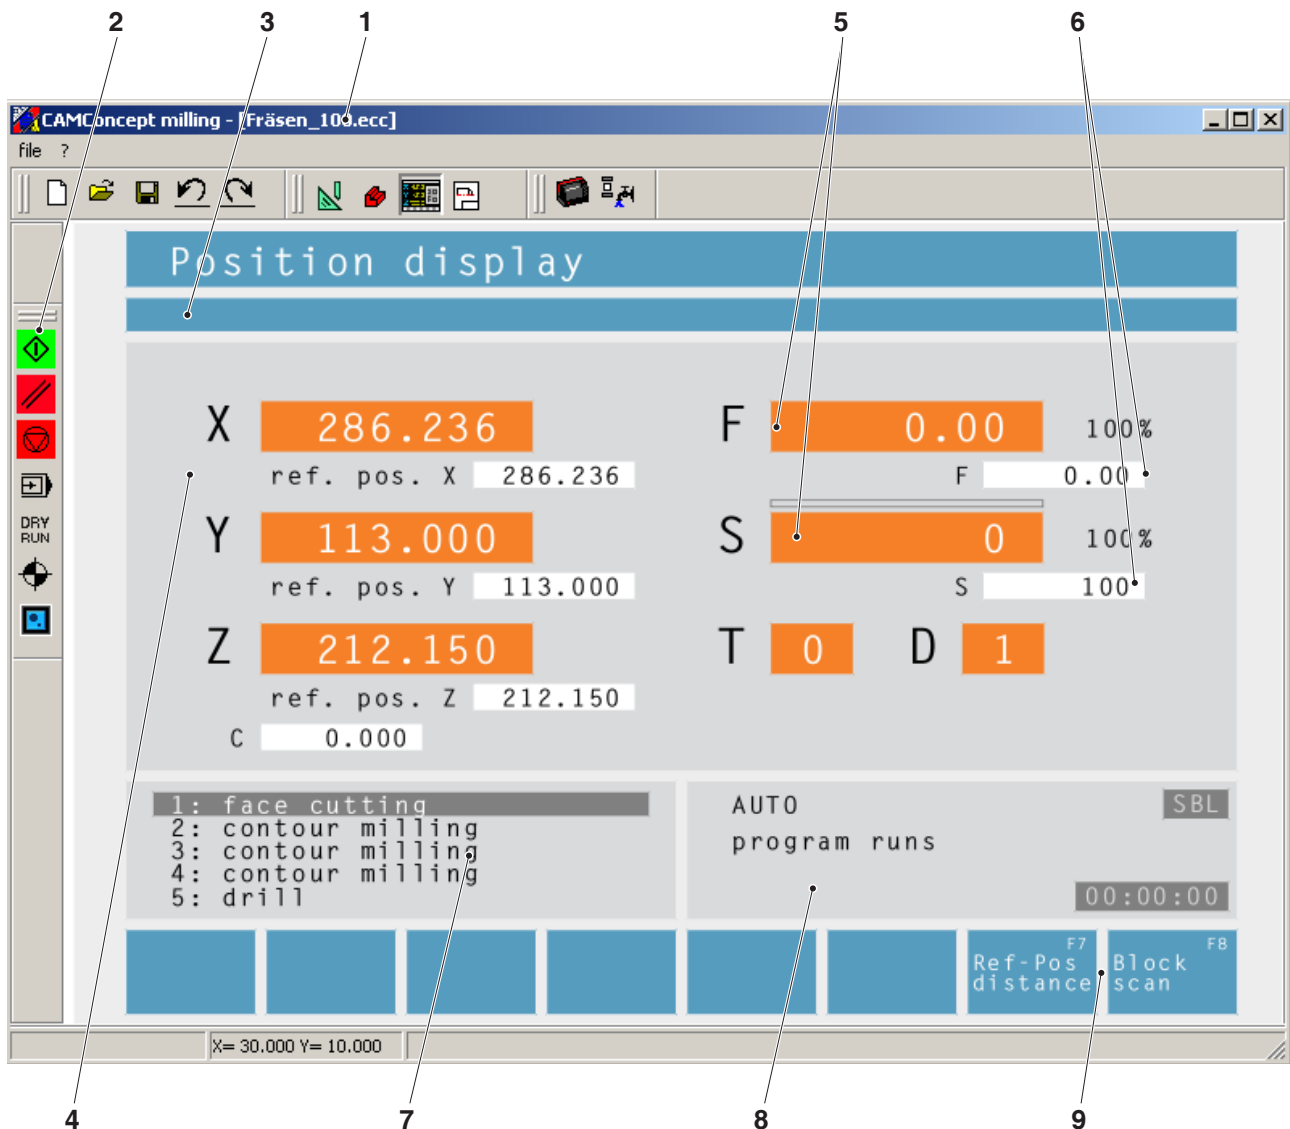 2 3 1 5 6
CAMConcept milling - [Fräsen_100.ecc]
file ?
Position display
X 286.236 F 0.00 100%
ref. pos. X 286.236 F 0.00
DRY
RUN
Y 113.000 S 0 100%
ref. pos. Y 113.000 S 100
Z 212.150 T 0 D 1
ref. pos. Z 212.150
C 0.000
1: face cutting
2: contour milling
3: contour milling
4: contour milling
5: drill
AUTO SBL
program runs
00:00:00
F7
Ref-Pos
distance
F8
Block
scan
X= 30.000 Y= 10.000
4 7 8 9